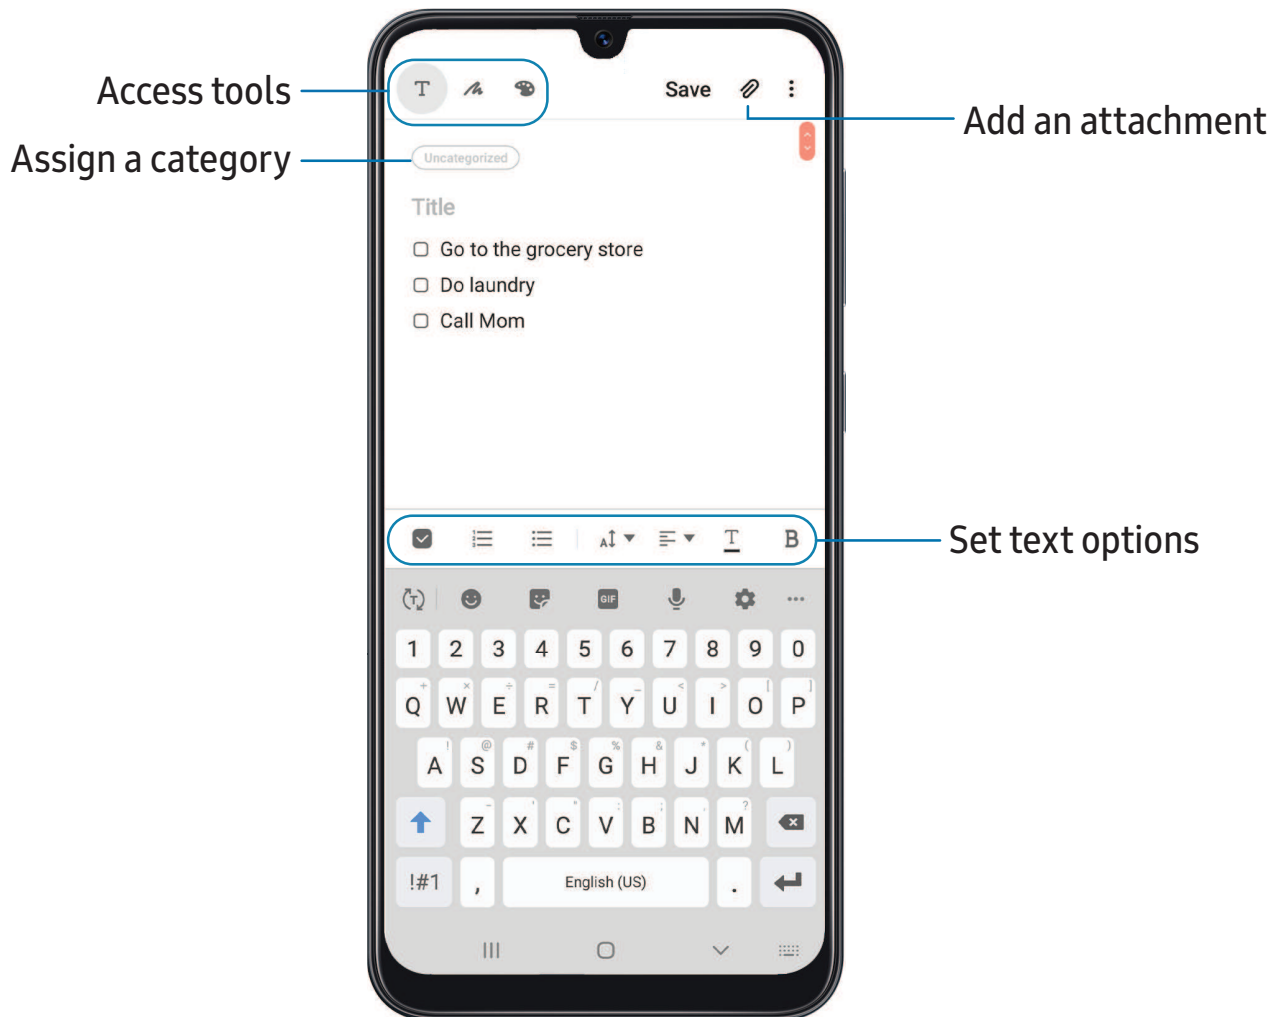 Access tools
T
Save
Add an attachment
Assign a category
Uncategorized
Title
Go to the grocery store
Do laundry
Call Mom
A T B
Set text options
T GIF
1 2 3 4 5 6 7 8 9 0
+ × ÷ = / _ < > [ ]
Q W E R T Y U I O P
! @ # $ % & * ( )
A S D F G H J K L
- ' " : ; , ?
Z X C V B N M
!#1 , English (US) .